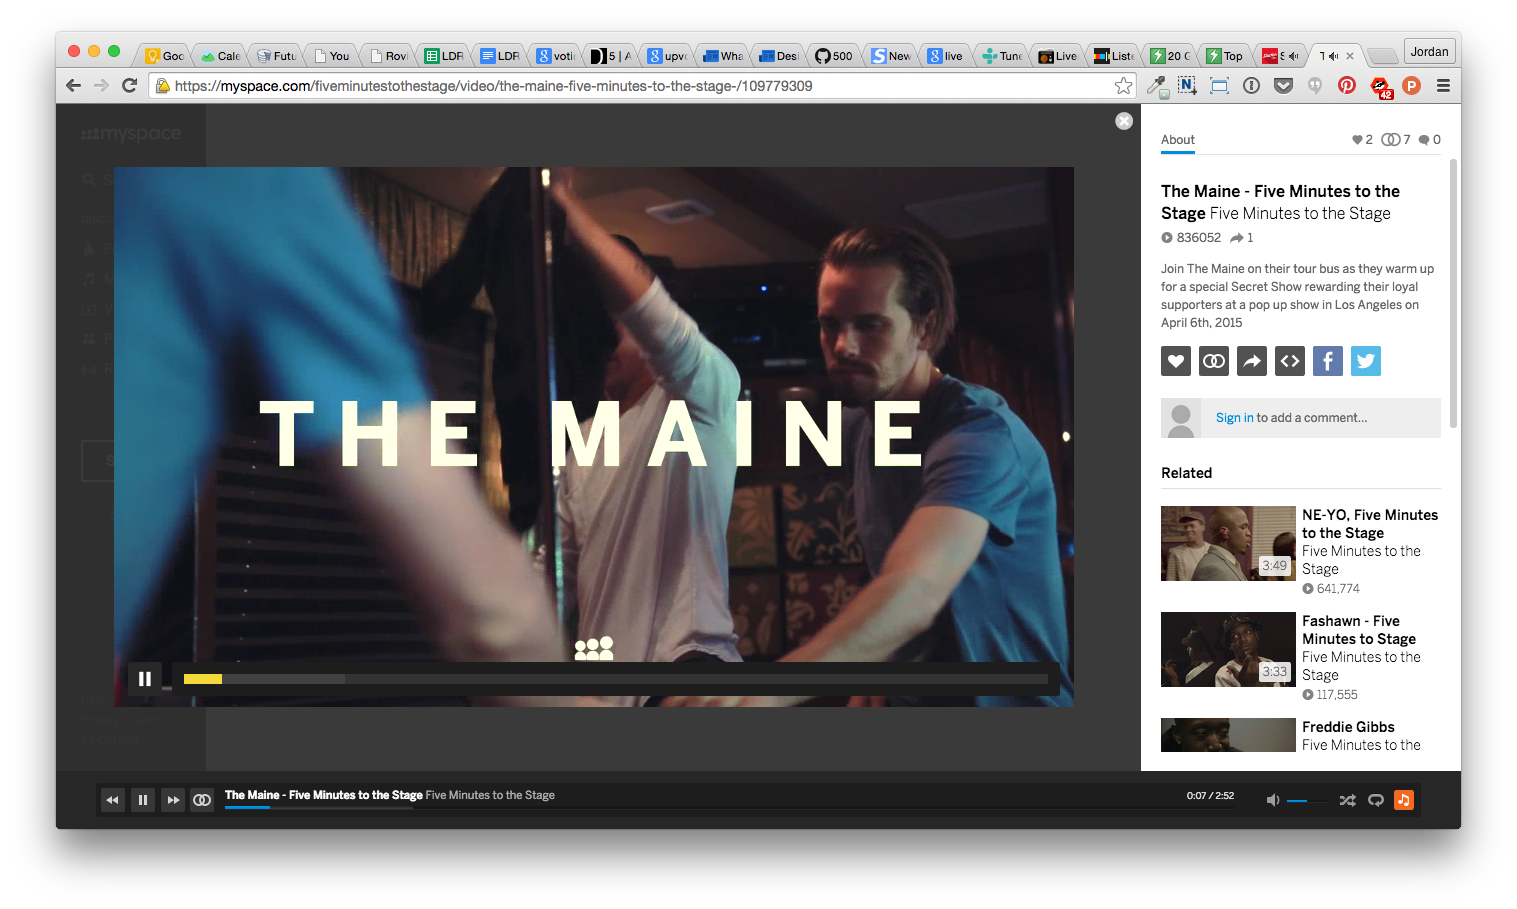 Goo
Cale
Futu
You
Rovi
LDR
LDR
voti
5 | A
upvo
Wha
Desi
500
New
live
Tune
Live
Liste
20 G
Top
S
T
Jordan
https://myspace.com/fiveminutestothestage/video/the-maine-five-minutes-to-the-stage-/109779309
42
myspace
THE MAINE
About
2
7
0
The Maine - Five Minutes to the
Stage Five Minutes to the Stage
836052
1
Join The Maine on their tour bus as they warm up
for a special Secret Show rewarding their loyal
supporters at a pop up show in Los Angeles on
April 6th, 2015
Sign in to add a comment...
Related
3:49
NE-YO, Five Minutes
to the Stage
Five Minutes to the
Stage
641,774
3:33
Fashawn - Five
Minutes to Stage
Five Minutes to the
Stage
117,555
Freddie Gibbs
Five Minutes to the
The Maine - Five Minutes to the Stage Five Minutes to the Stage
0:07 / 2:52